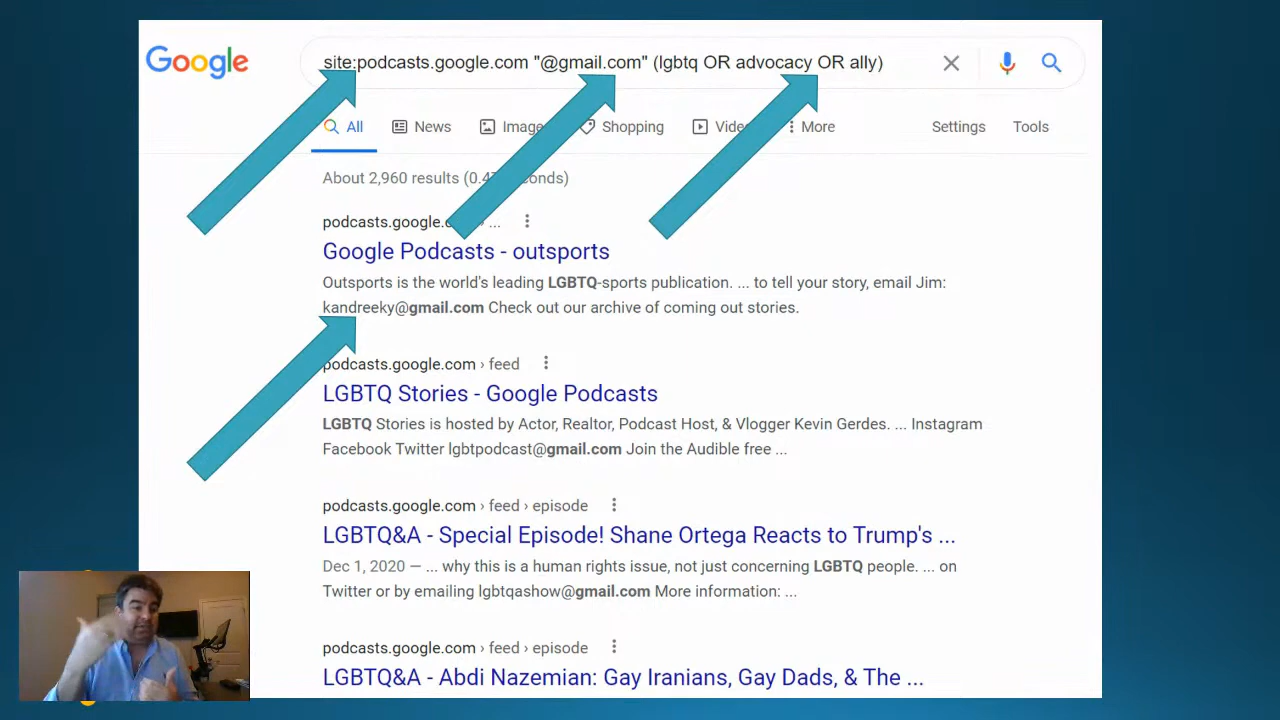 Google
site:podcasts.google.com "@gmail.com" (lgbtq OR advocacy OR ally)
All News Shopping More Settings Tools
About 2,960 results
podcasts.google. ...
Google Podcasts - outsports
Outsports is the world's leading LGBTQ-sports publication. ... to tell your story, email Jim:
kandreeky@gmail.com Check out our archive of coming out stories.
podcasts.google.com › feed
LGBTQ Stories - Google Podcasts
LGBTQ Stories is hosted by Actor, Realtor, Podcast Host, & Vlogger Kevin Gerdes. ... Instagram
Facebook Twitter lgbtpodcast@gmail.com Join the Audible free ...
podcasts.google.com › feed › episode
LGBTQ&A - Special Episode! Shane Ortega Reacts to Trump's ...
Dec 1, 2020 — ... why this is a human rights issue, not just concerning LGBTQ people. ... on
Twitter or by emailing lgbtqashow@gmail.com More information: ...
podcasts.google.com › feed › episode
LGBTQ&A - Abdi Nazemian: Gay Iranians, Gay Dads, & The ...